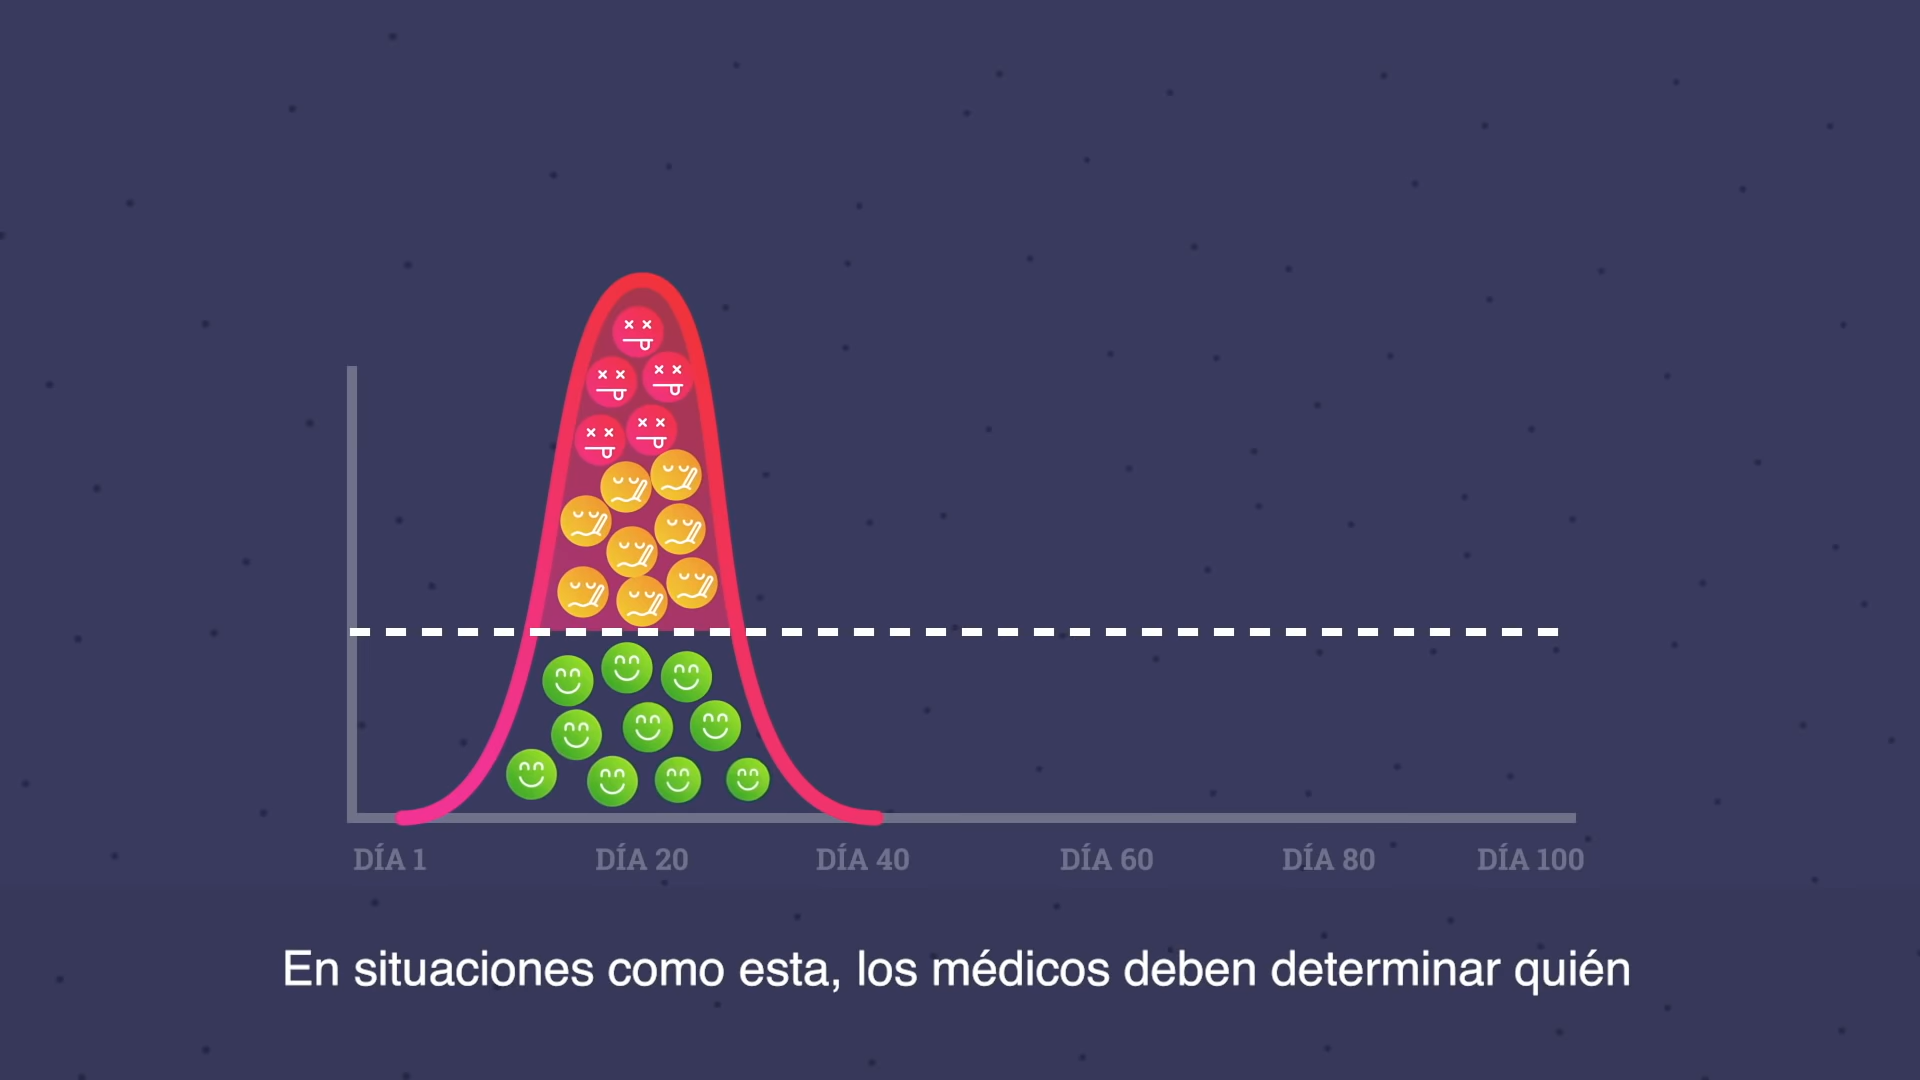 DÍA 1 DÍA 20 DÍA 40 DÍA 60 DÍA 80 DÍA 100
En situaciones como esta, los médicos deben determinar quién